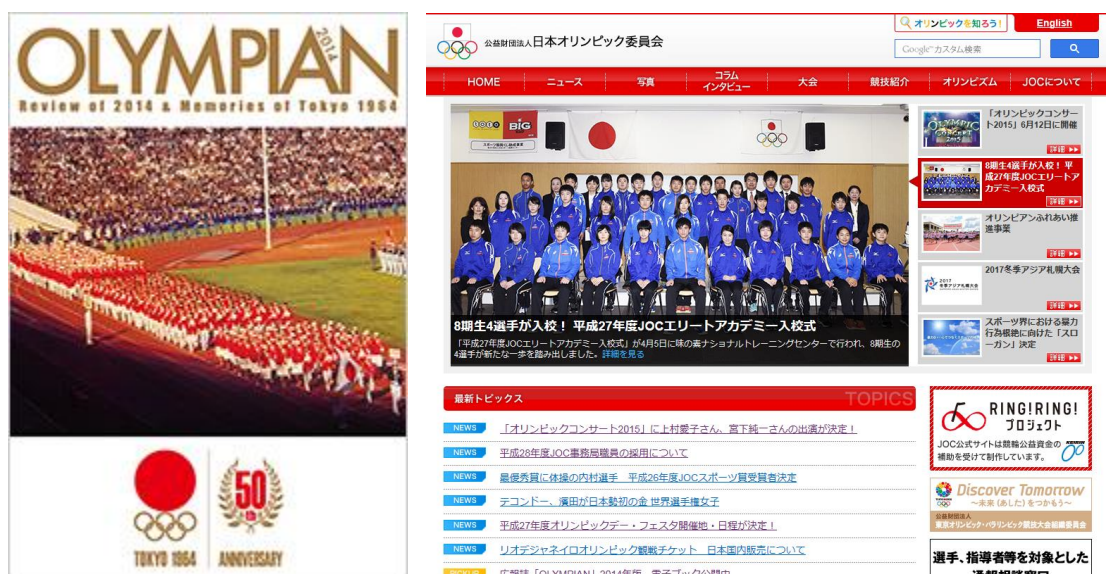 OLYMPIAN
2014
Review of 2014 & Memories of Tokyo 1964
TOKYO 1964
50th
ANNIVERSARY
公益財団法人日本オリンピック委員会
オリンピックを知ろう!
English
Google カスタム検索
HOME
ニュース
写真
コラム
インタビュー
大会
競技紹介
オリンピズム
JOCについて
toto BIG
8期生4選手が入校! 平成27年度JOCエリートアカデミー入校式
「平成27年度JOCエリートアカデミー入校式」が4月5日に味の素ナショナルトレーニングセンターで行われ、8期生の
4選手が新たな一歩を踏み出しました。詳細を見る
「オリンピックコンサー
ト2015」6月12日に開催
詳細
8期生4選手が入校! 平
成27年度JOCエリートア
カデミー入校式
詳細
オリンピアンふれあい推
進事業
詳細
2017冬季アジア札幌大会
詳細
スポーツ界における暴力
行為根絶に向けた「スロ
ーガン」決定
詳細
最新トピックス
TOPICS
NEWS 「オリンピックコンサート2015」に上村愛子さん、宮下純一さんの出演が決定!
NEWS 平成28年度JOC事務局職員の採用について
NEWS 最優秀賞に体操の内村選手 平成26年度JOCスポーツ賞受賞者決定
NEWS テコンドー、濱田が日本勢初の金 世界選手権女子
NEWS 平成27年度オリンピックデー・フェスタ開催地・日程が決定!
NEWS リオデジャネイロオリンピック観戦チケット 日本国内販売について
広報誌「OLYMPIAN」2014年版 電子ブック公開中
RING!RING!
プロジェクト
JOC公式サイトは競輪公益資金の
補助を受けて制作しています。
Discover Tomorrow
～未来(あした)をつかもう～
公益財団法人
東京オリンピック・パラリンピック競技大会組織委員会
選手、指導者等を対象とした